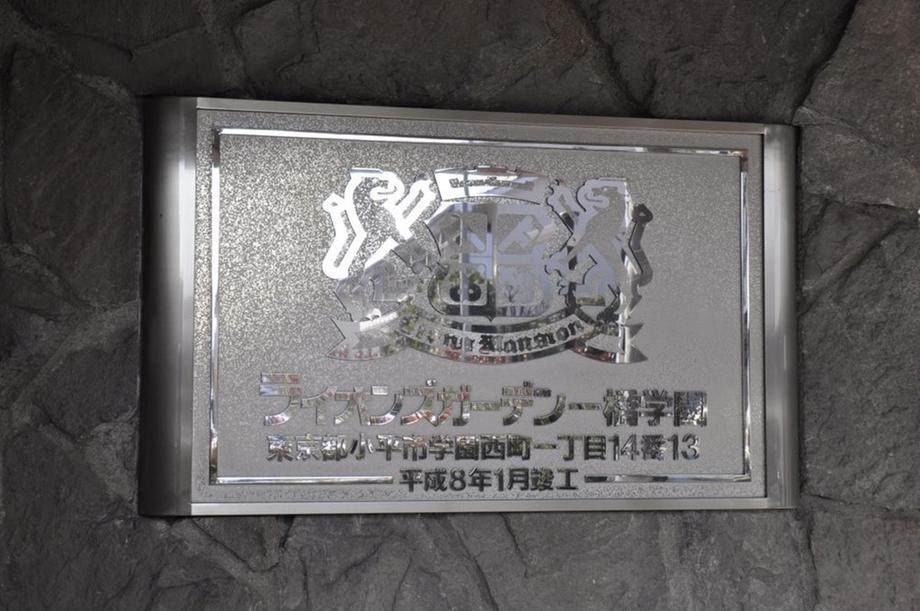 Mansion
ライオンズガーデン一橋学園
東京都小平市学園西町一丁目14番13
平成8年1月竣工